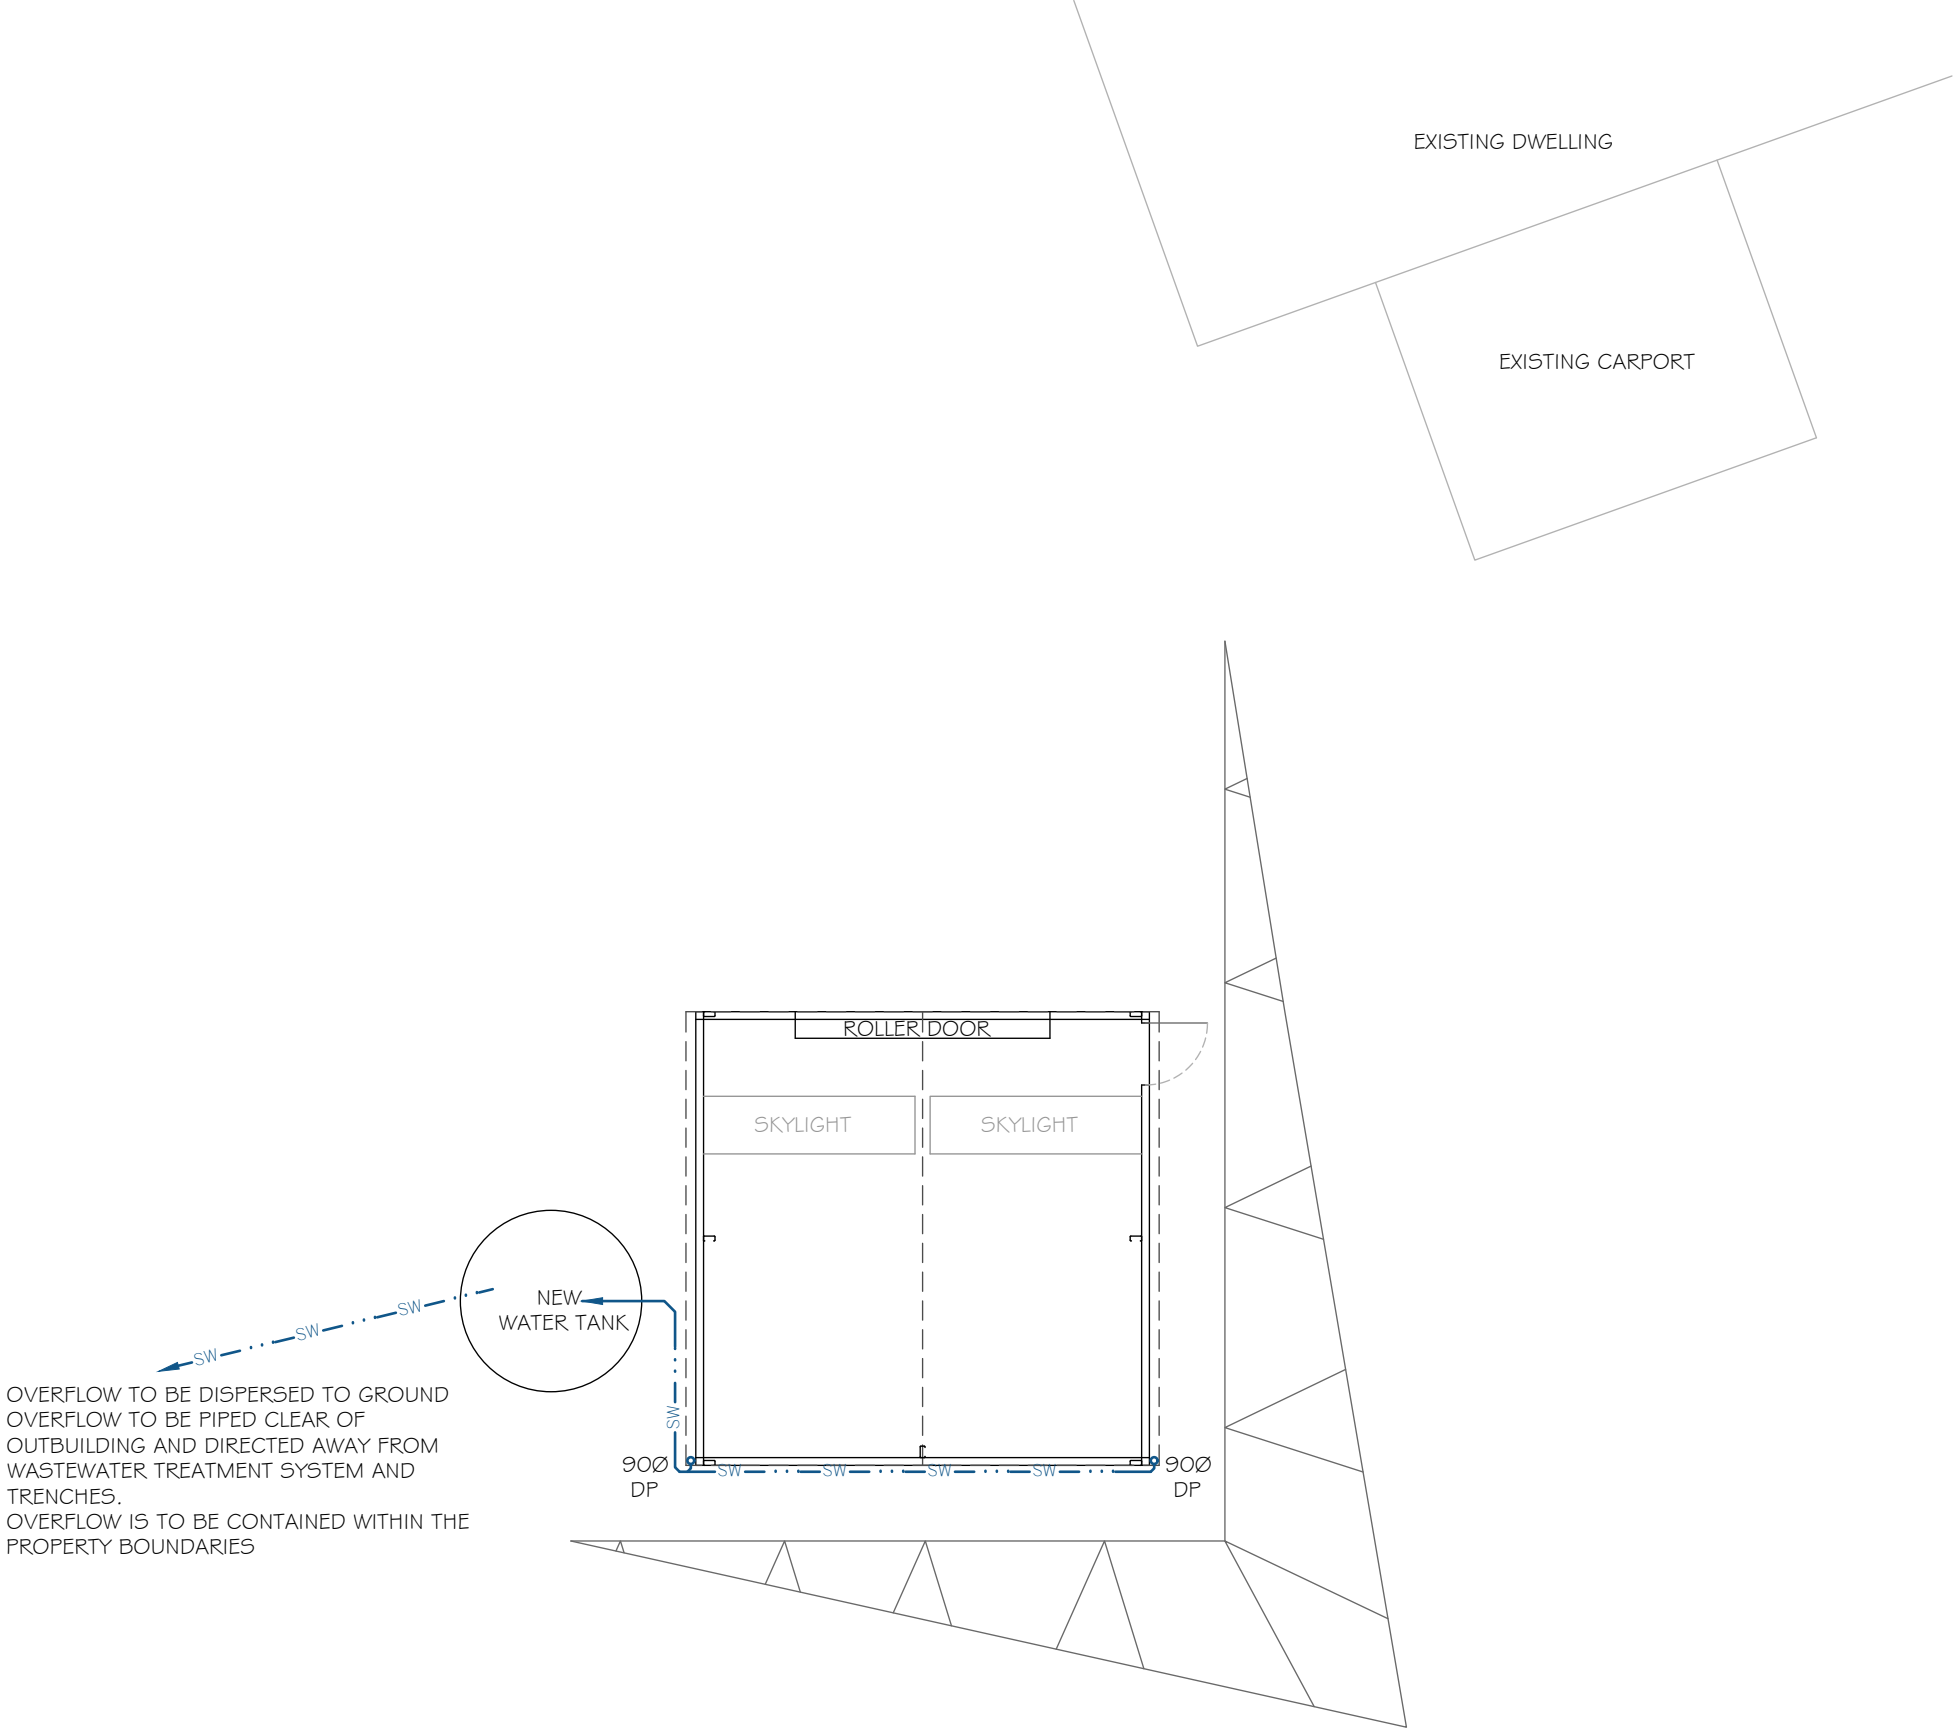 EXISTING DWELLING
EXISTING CARPORT
ROLLER DOOR
SKYLIGHT
SKYLIGHT
NEW
WATER TANK
SW
SW
SW
OVERFLOW TO BE DISPERSED TO GROUND
OVERFLOW TO BE PIPED CLEAR OF
OUTBUILDING AND DIRECTED AWAY FROM
WASTEWATER TREATMENT SYSTEM AND
TRENCHES.
OVERFLOW IS TO BE CONTAINED WITHIN THE
PROPERTY BOUNDARIES
SW
90Ø
DP
SW
SW
SW
SW
90Ø
DP